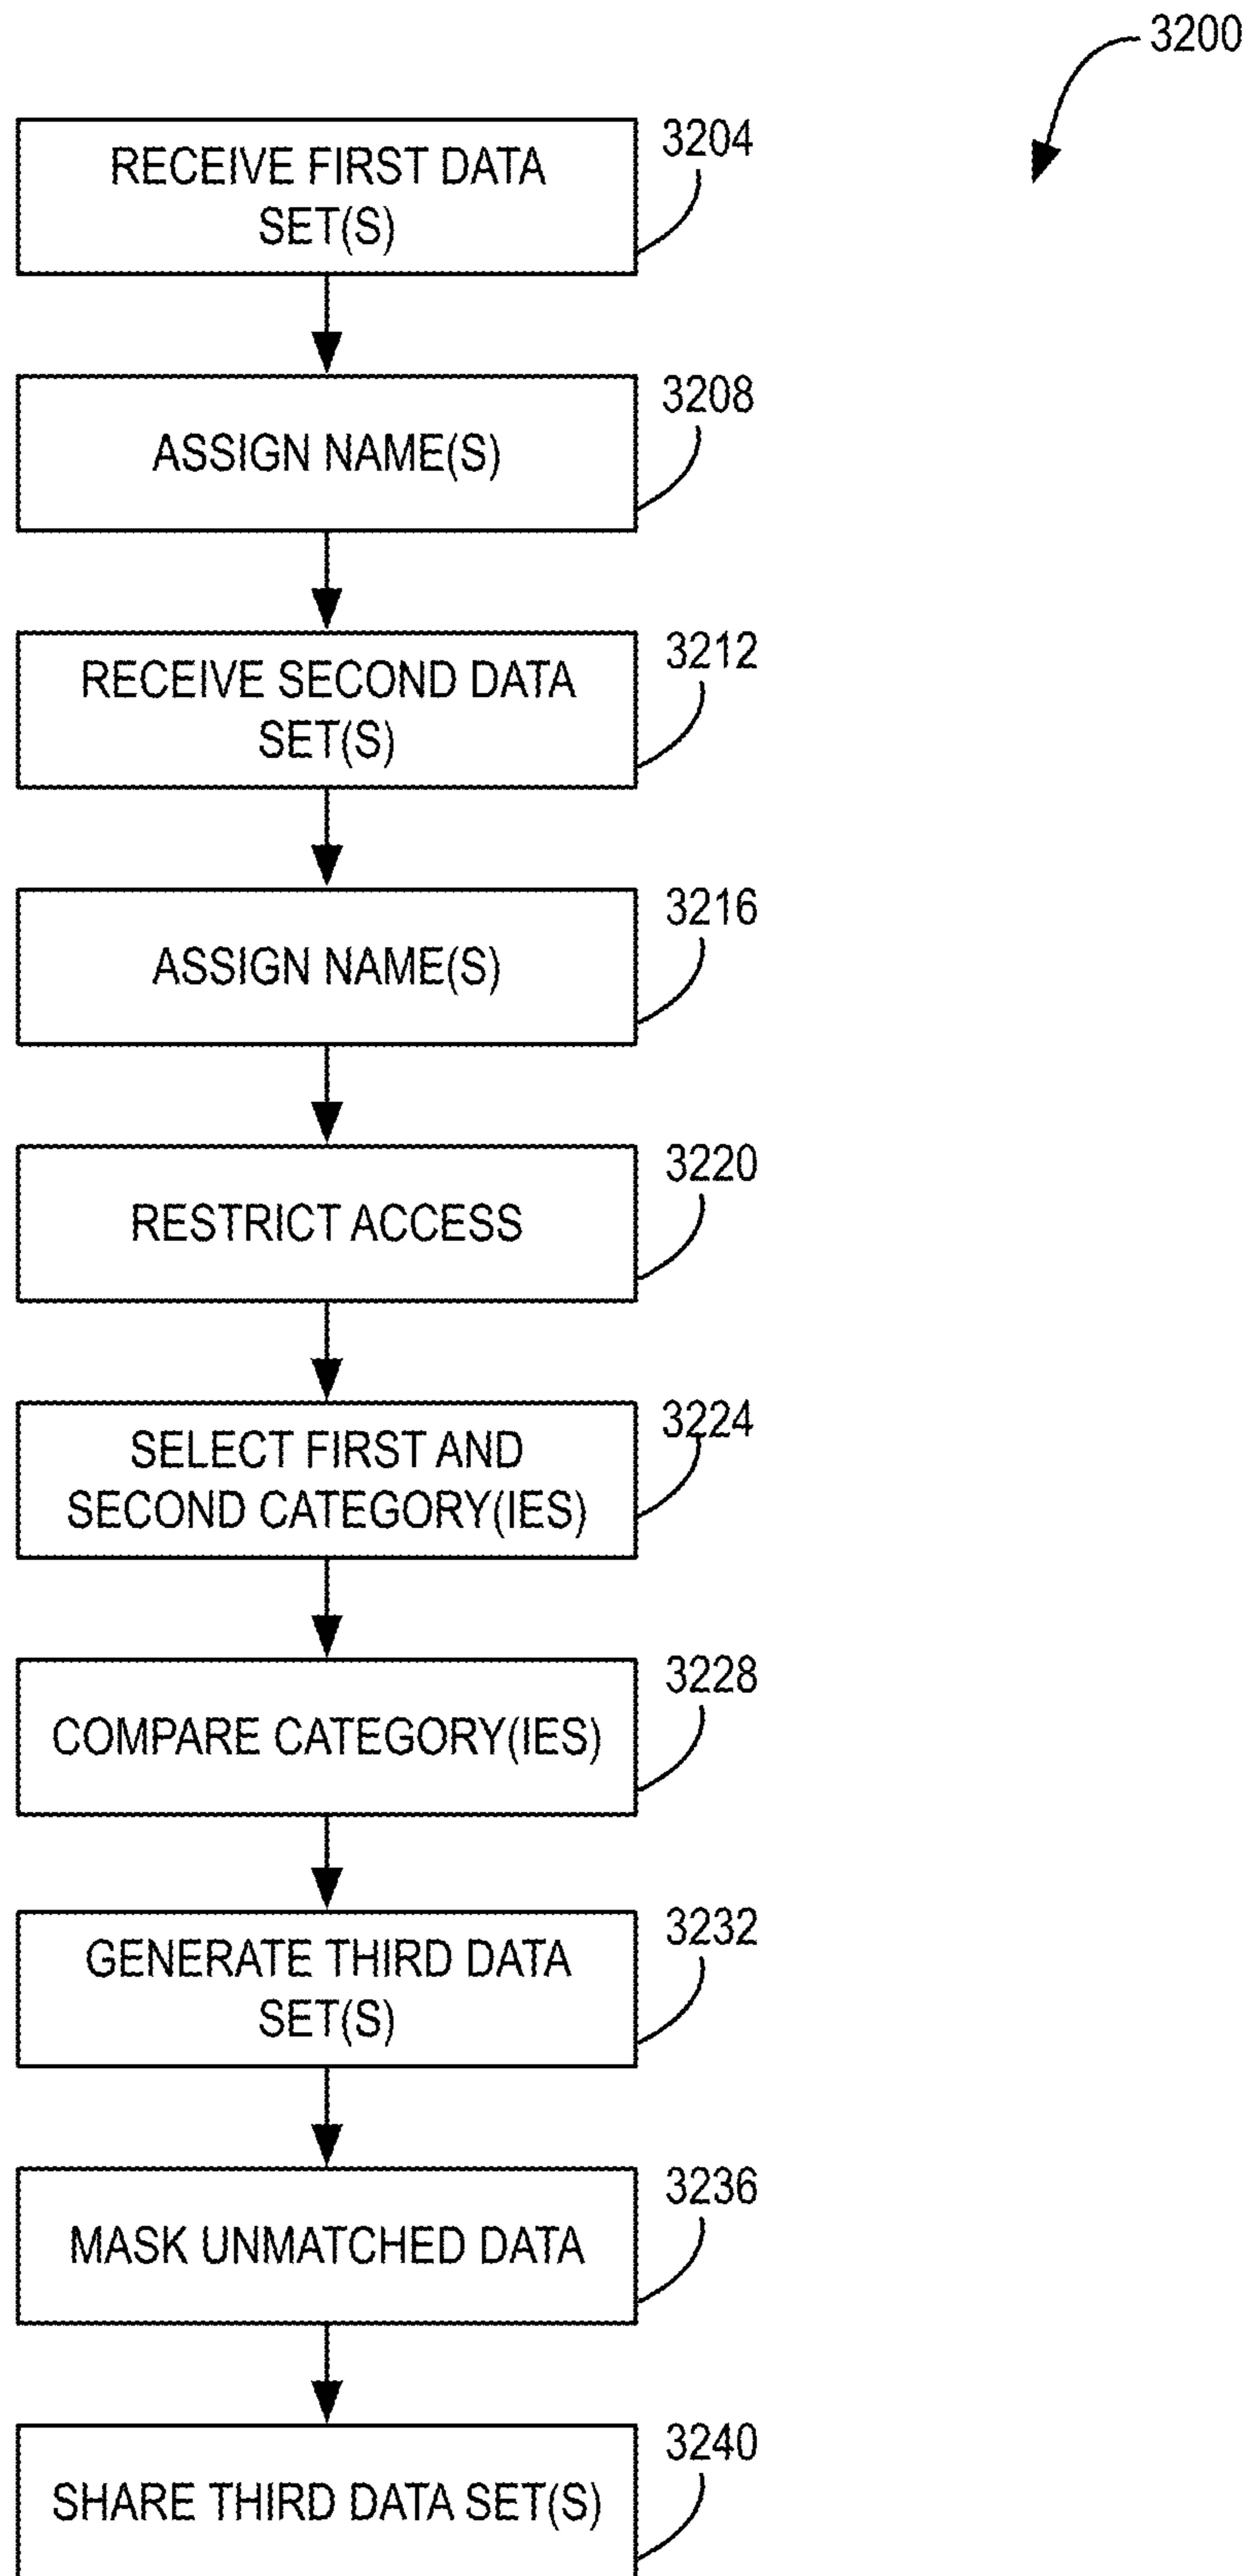 3200
3204
RECEIVE FIRST DATA
SET(S)
3208
ASSIGN NAME(S)
3212
RECEIVE SECOND DATA
SET(S)
3216
ASSIGN NAME(S)
3220
RESTRICT ACCESS
3224
SELECT FIRST AND
SECOND CATEGORY(IES)
3228
COMPARE CATEGORY(IES)
3232
GENERATE THIRD DATA
SET(S)
3236
MASK UNMATCHED DATA
3240
SHARE THIRD DATA SET(S)